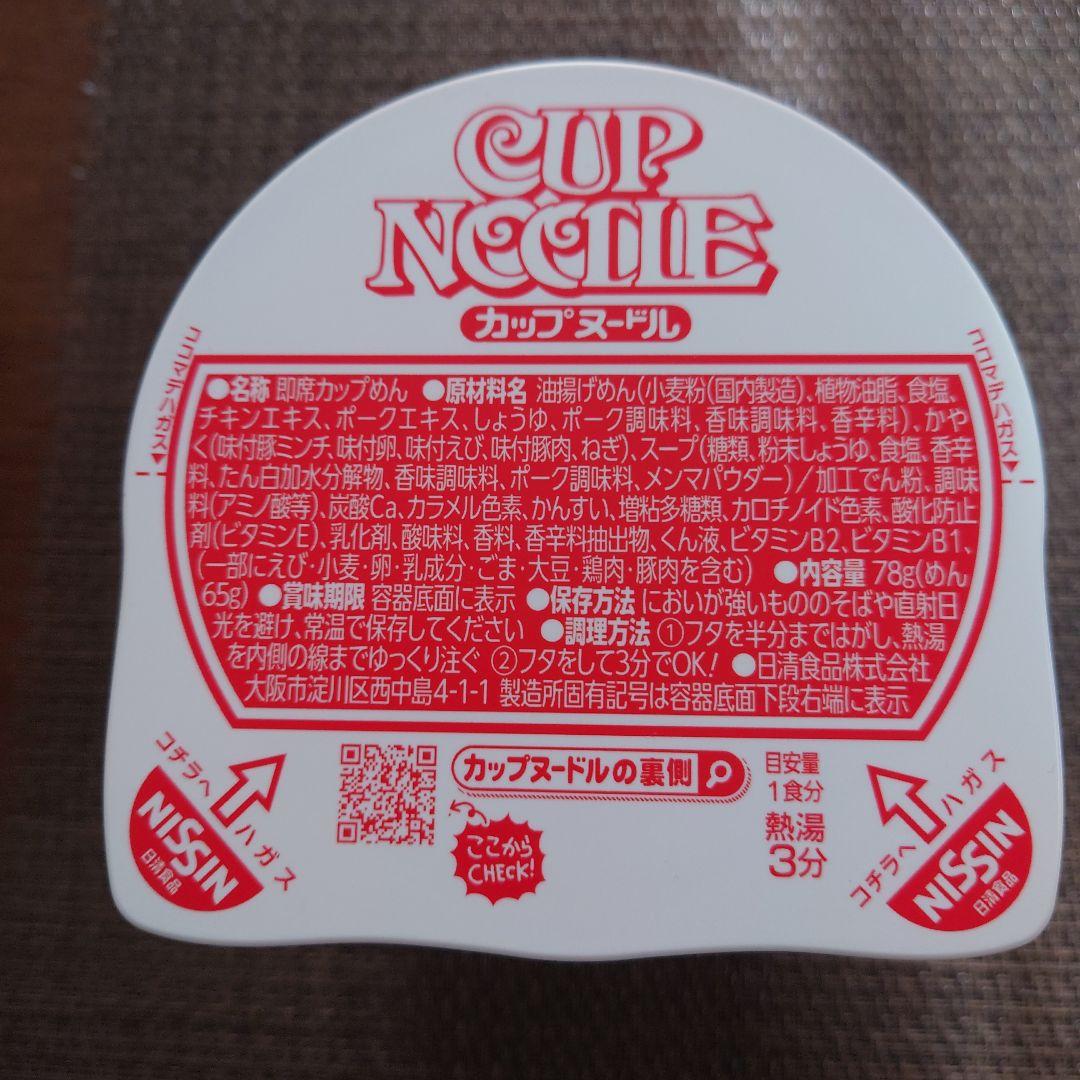 CUP
NOODLE
カップヌードル
ココマデハガス
ココマデハガス
●名称 即席カップめん ●原材料名 油揚げめん(小麦粉(国内製造)、植物油脂、食塩、
チキンエキス、ポークエキス、しょうゆ、ポーク調味料、香味調味料、香辛料)、かや
く(味付豚ミンチ、味付卵、味付えび、味付豚肉、ねぎ)、スープ(糖類、粉末しょうゆ、食塩、香辛
料、たん白加水分解物、香味調味料、ポーク調味料、メンマパウダー)/加工でん粉、調味
料(アミノ酸等)、炭酸Ca、カラメル色素、かんすい、増粘多糖類、カロチノイド色素、酸化防止
剤(ビタミンE)、乳化剤、酸味料、香料、香辛料抽出物、くん液、ビタミンB2、ビタミンB1、
(一部にえび・小麦・卵・乳成分・ごま・大豆・鶏肉・豚肉を含む) ●内容量 78g(めん
65g) ●賞味期限 容器底面に表示 ●保存方法 においが強いもののそばや直射日
光を避け、常温で保存してください ●調理方法 ①フタを半分まではがし、熱湯
を内側の線までゆっくり注ぐ ②フタをして3分でOK! ●日清食品株式会社
大阪市淀川区西中島4-1-1 製造所固有記号は容器底面下段右端に表示
コチラへ
ハガス
NISSIN
日清食品
カップヌードルの裏側
ここから
CHECK!
目安量
1食分
熱湯
3分
コチラへ
ハガス
NISSIN
日清食品